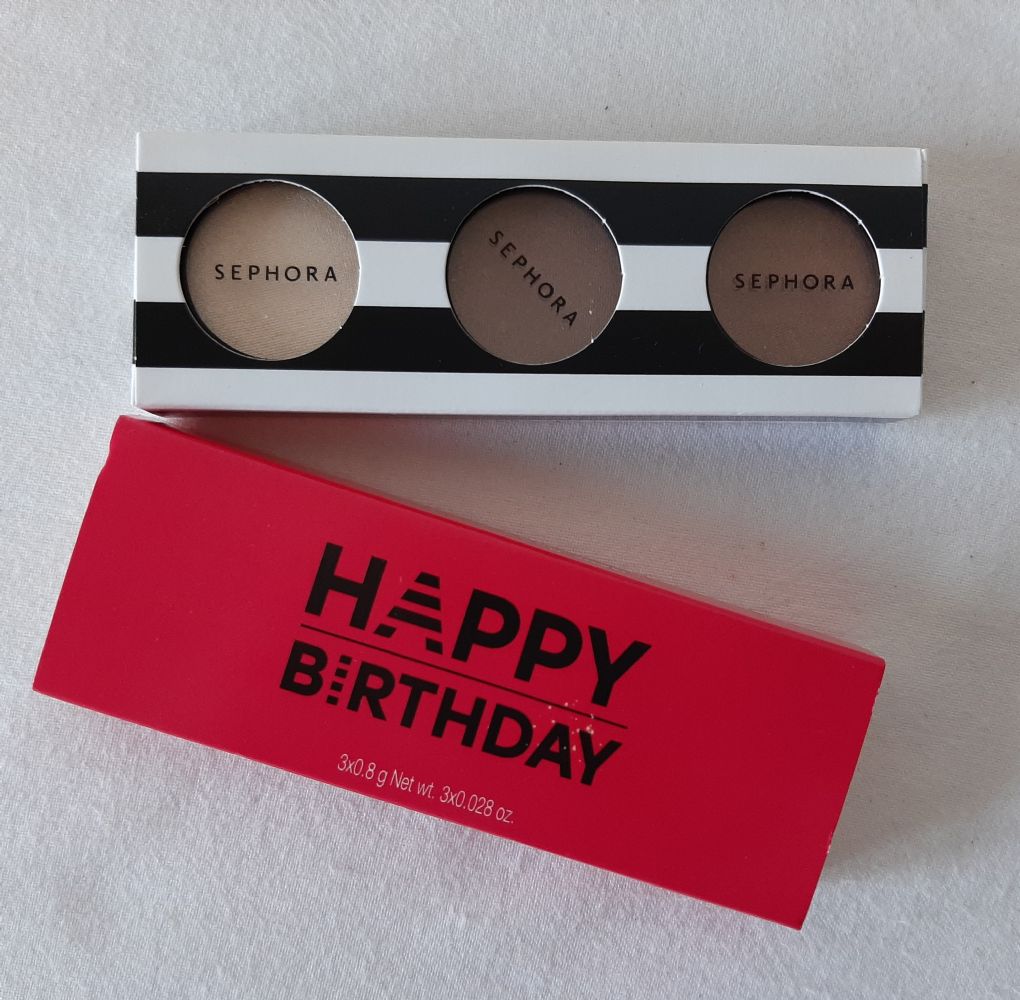 SEPHORA
SEPHORA
SEPHORA
HAPPY
BIRTHDAY
3x0.8 g Net wt. 3x0.028 oz.